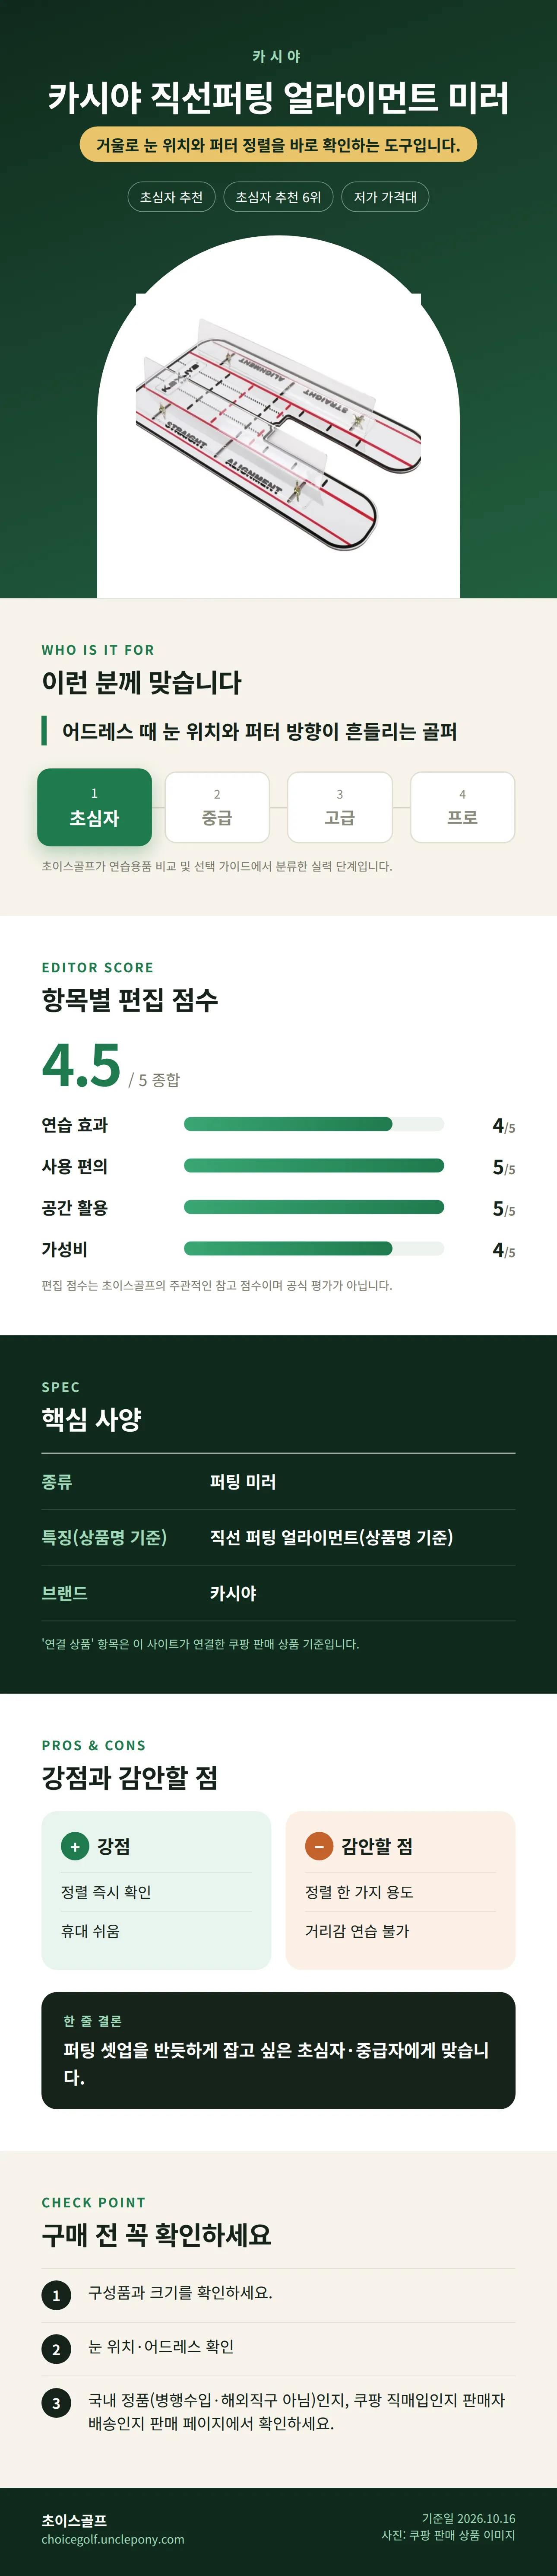 카시야
카시야 직선퍼팅 얼라이먼트 미러
거울로 눈 위치와 퍼터 정렬을 바로 확인하는 도구입니다.
초심자 추천
초심자 추천 6위
저가 가격대
STRAIGHT
ALIGNMENT
STRAIGHT
ALIGNMENT
WHO IS IT FOR
이런 분께 맞습니다
어드레스 때 눈 위치와 퍼터 방향이 흔들리는 골퍼
1
초심자
2
중급
3
고급
4
프로
초이스골프가 연습용품 비교 및 선택 가이드에서 분류한 실력 단계입니다.
EDITOR SCORE
항목별 편집 점수
4.5 / 5 종합
연습 효과 4/5
사용 편의 5/5
공간 활용 5/5
가성비 4/5
편집 점수는 초이스골프의 주관적인 참고 점수이며 공식 평가가 아닙니다.
SPEC
핵심 사양
종류 퍼팅 미러
특징(상품명 기준) 직선 퍼팅 얼라이먼트(상품명 기준)
브랜드 카시야
'연결 상품' 항목은 이 사이트가 연결한 쿠팡 판매 상품 기준입니다.
PROS & CONS
강점과 감안할 점
+ 강점
정렬 즉시 확인
휴대 쉬움
− 감안할 점
정렬 한 가지 용도
거리감 연습 불가
한 줄 결론
퍼팅 셋업을 반듯하게 잡고 싶은 초심자·중급자에게 맞습니
다.
CHECK POINT
구매 전 꼭 확인하세요
1 구성품과 크기를 확인하세요.
2 눈 위치·어드레스 확인
3 국내 정품(병행수입·해외직구 아님)인지, 쿠팡 직매입인지 판매자
배송인지 판매 페이지에서 확인하세요.
초이스골프
choicegolf.unclepony.com
기준일 2026.10.16
사진: 쿠팡 판매 상품 이미지